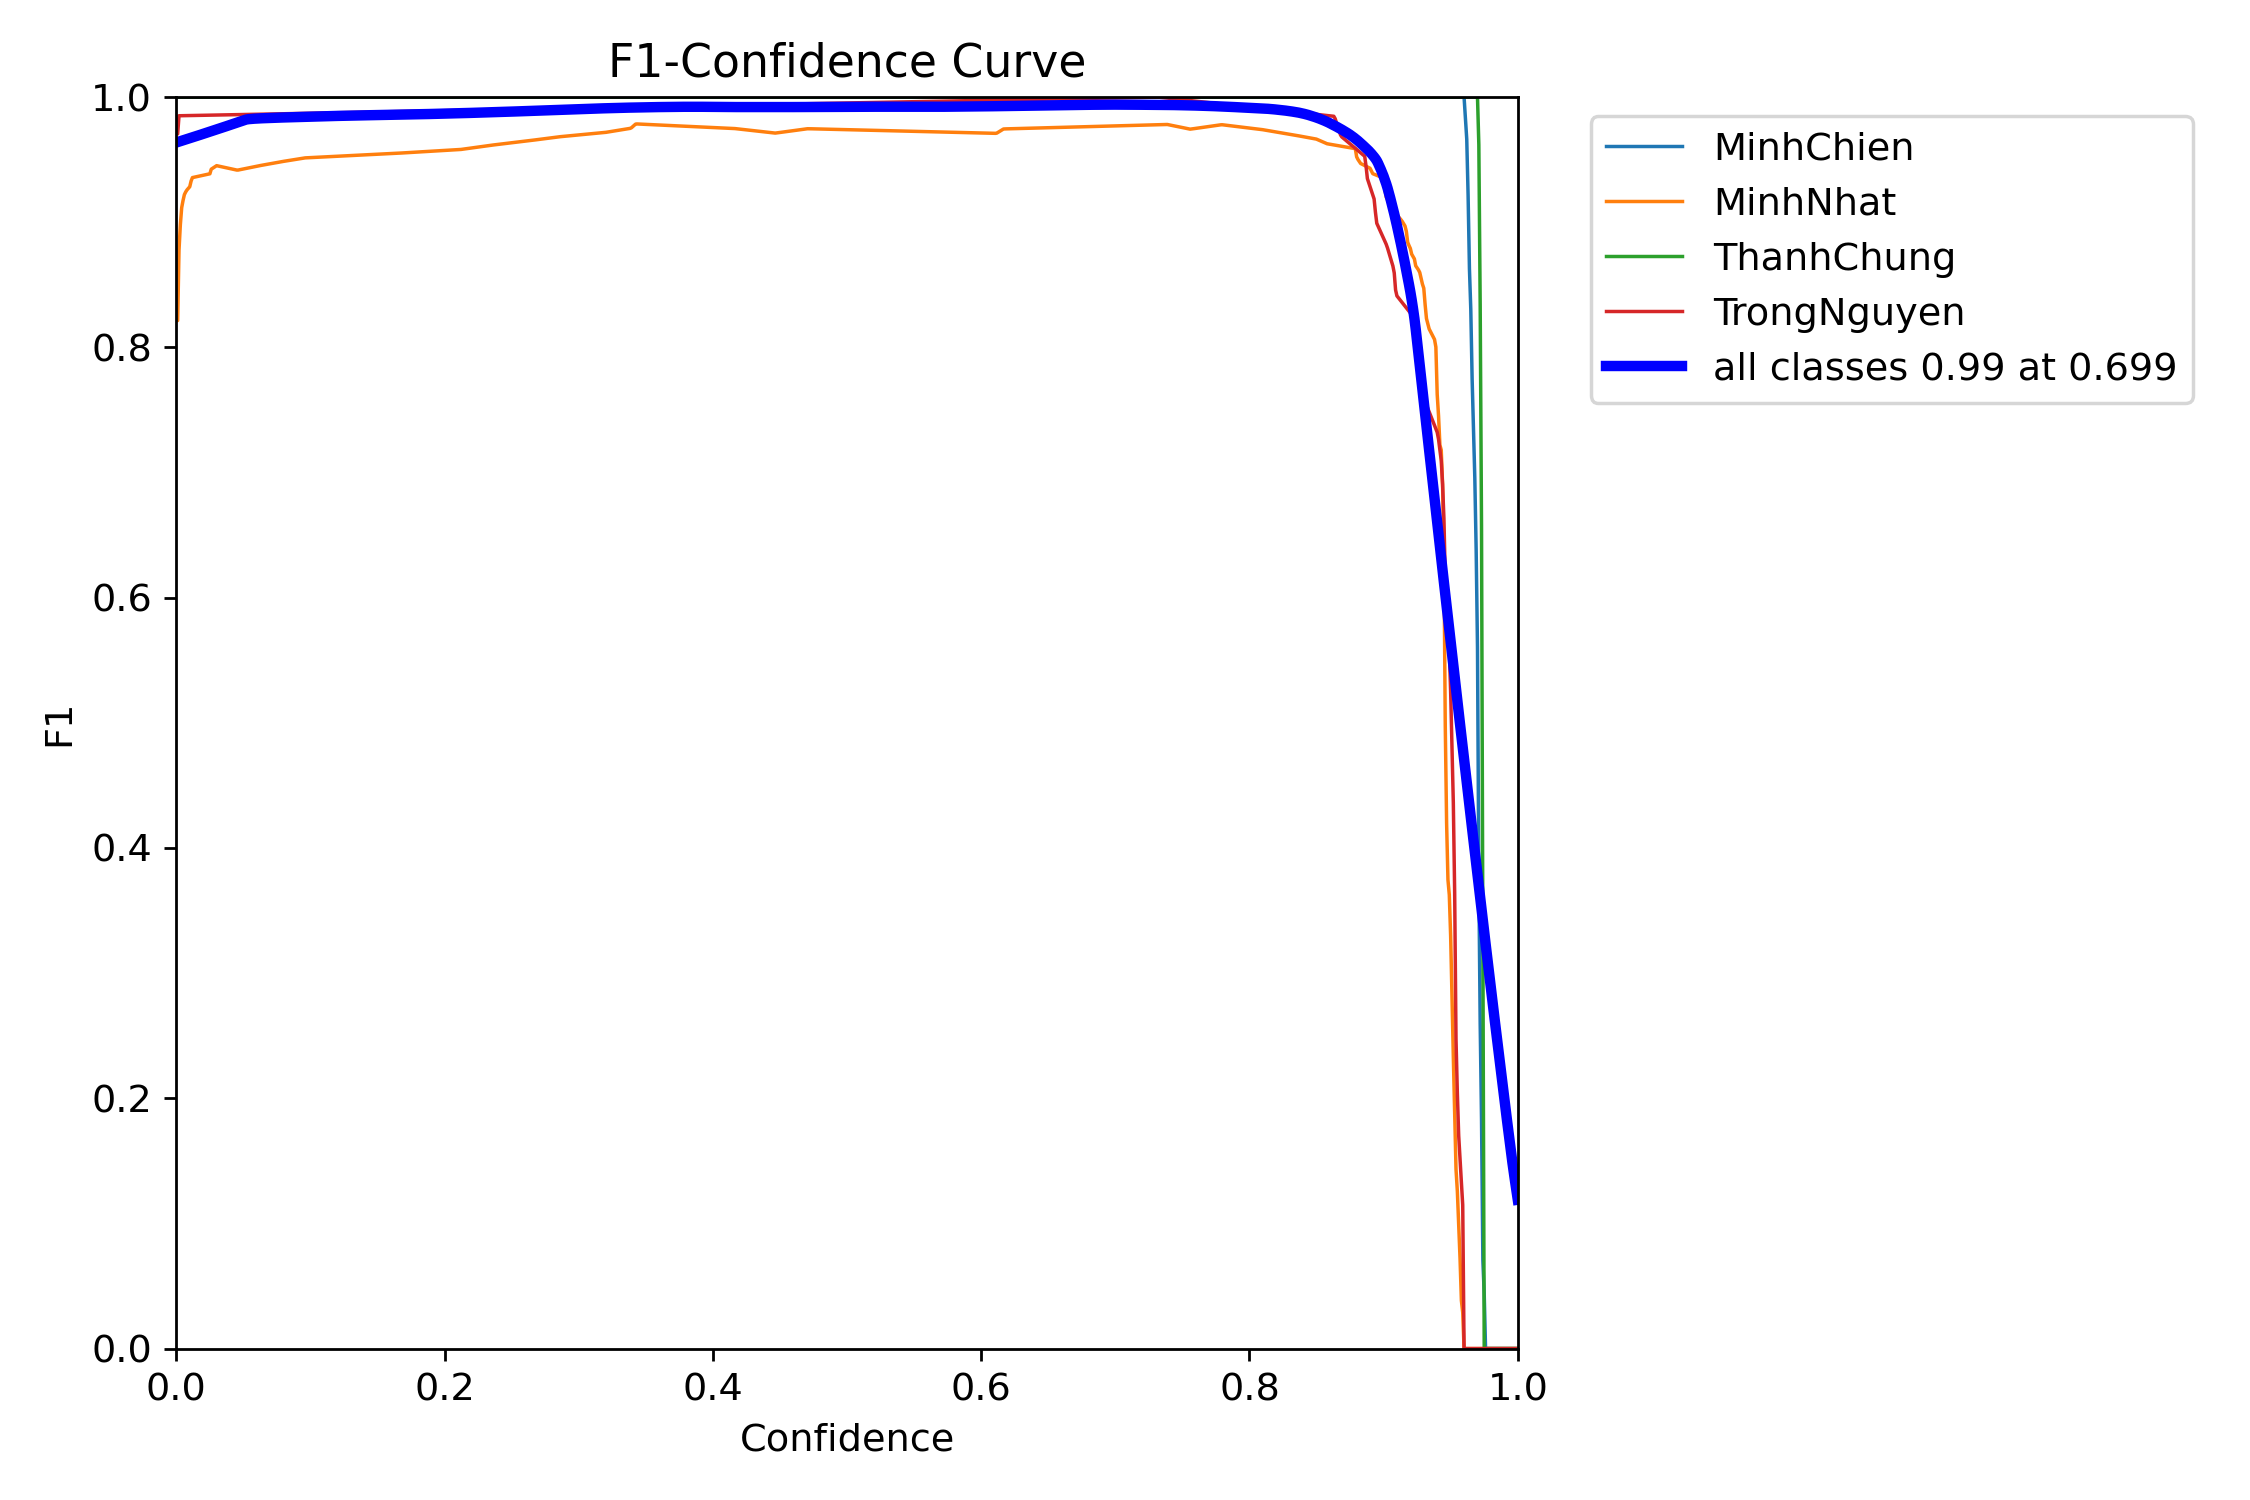 F1-Confidence Curve
1.0
0.8
0.6
0.4
0.2
0.0
F1
0.0 0.2 0.4 0.6 0.8 1.0
Confidence
MinhChien
MinhNhat
ThanhChung
TrongNguyen
all classes 0.99 at 0.699